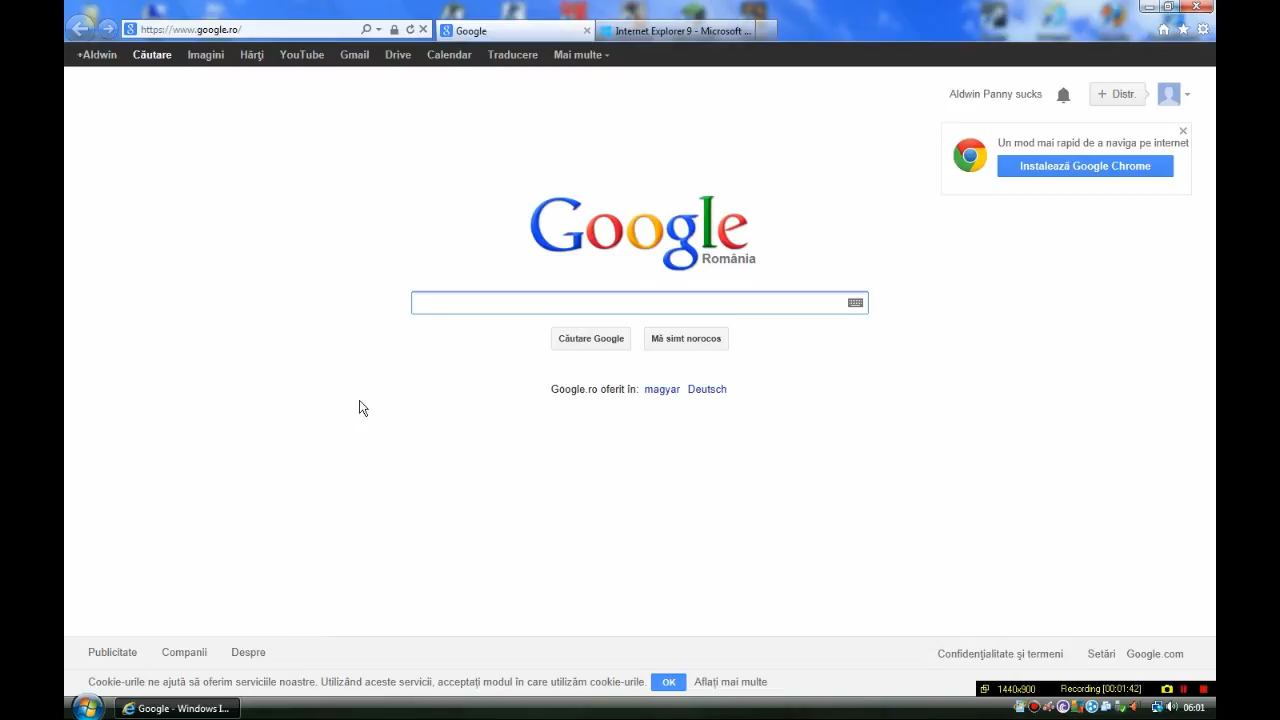 https://www.google.ro/
Google
Internet Explorer 9 - Microsoft ...
+Aldwin Căutare Imagini Hărţi YouTube Gmail Drive Calendar Traducere Mai multe
Aldwin Panny sucks
+ Distr.
Un mod mai rapid de a naviga pe internet
Instalează Google Chrome
Google
România
Căutare Google
Mă simt norocos
Google.ro oferit în: magyar Deutsch
Publicitate Companii Despre
Confidenţialitate şi termeni Setări Google.com
Cookie-urile ne ajută să oferim serviciile noastre. Utilizând aceste servicii, acceptaţi modul în care utilizăm cookie-urile OK Aflaţi mai multe
1440x900 Recording [00:01:42]
Google - Windows I...
06:01